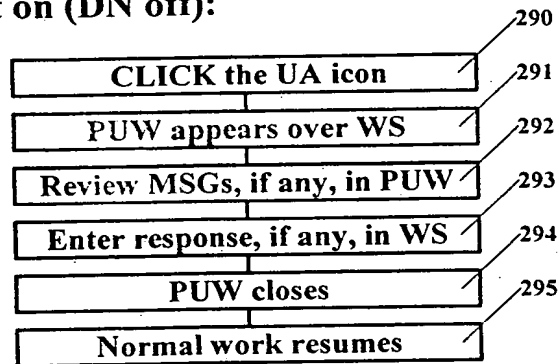 on (DN off):
290
CLICK the UA icon
291
PUW appears over WS
292
Review MSGs, if any, in PUW
293
Enter response, if any, in WS
294
PUW closes
295
Normal work resumes